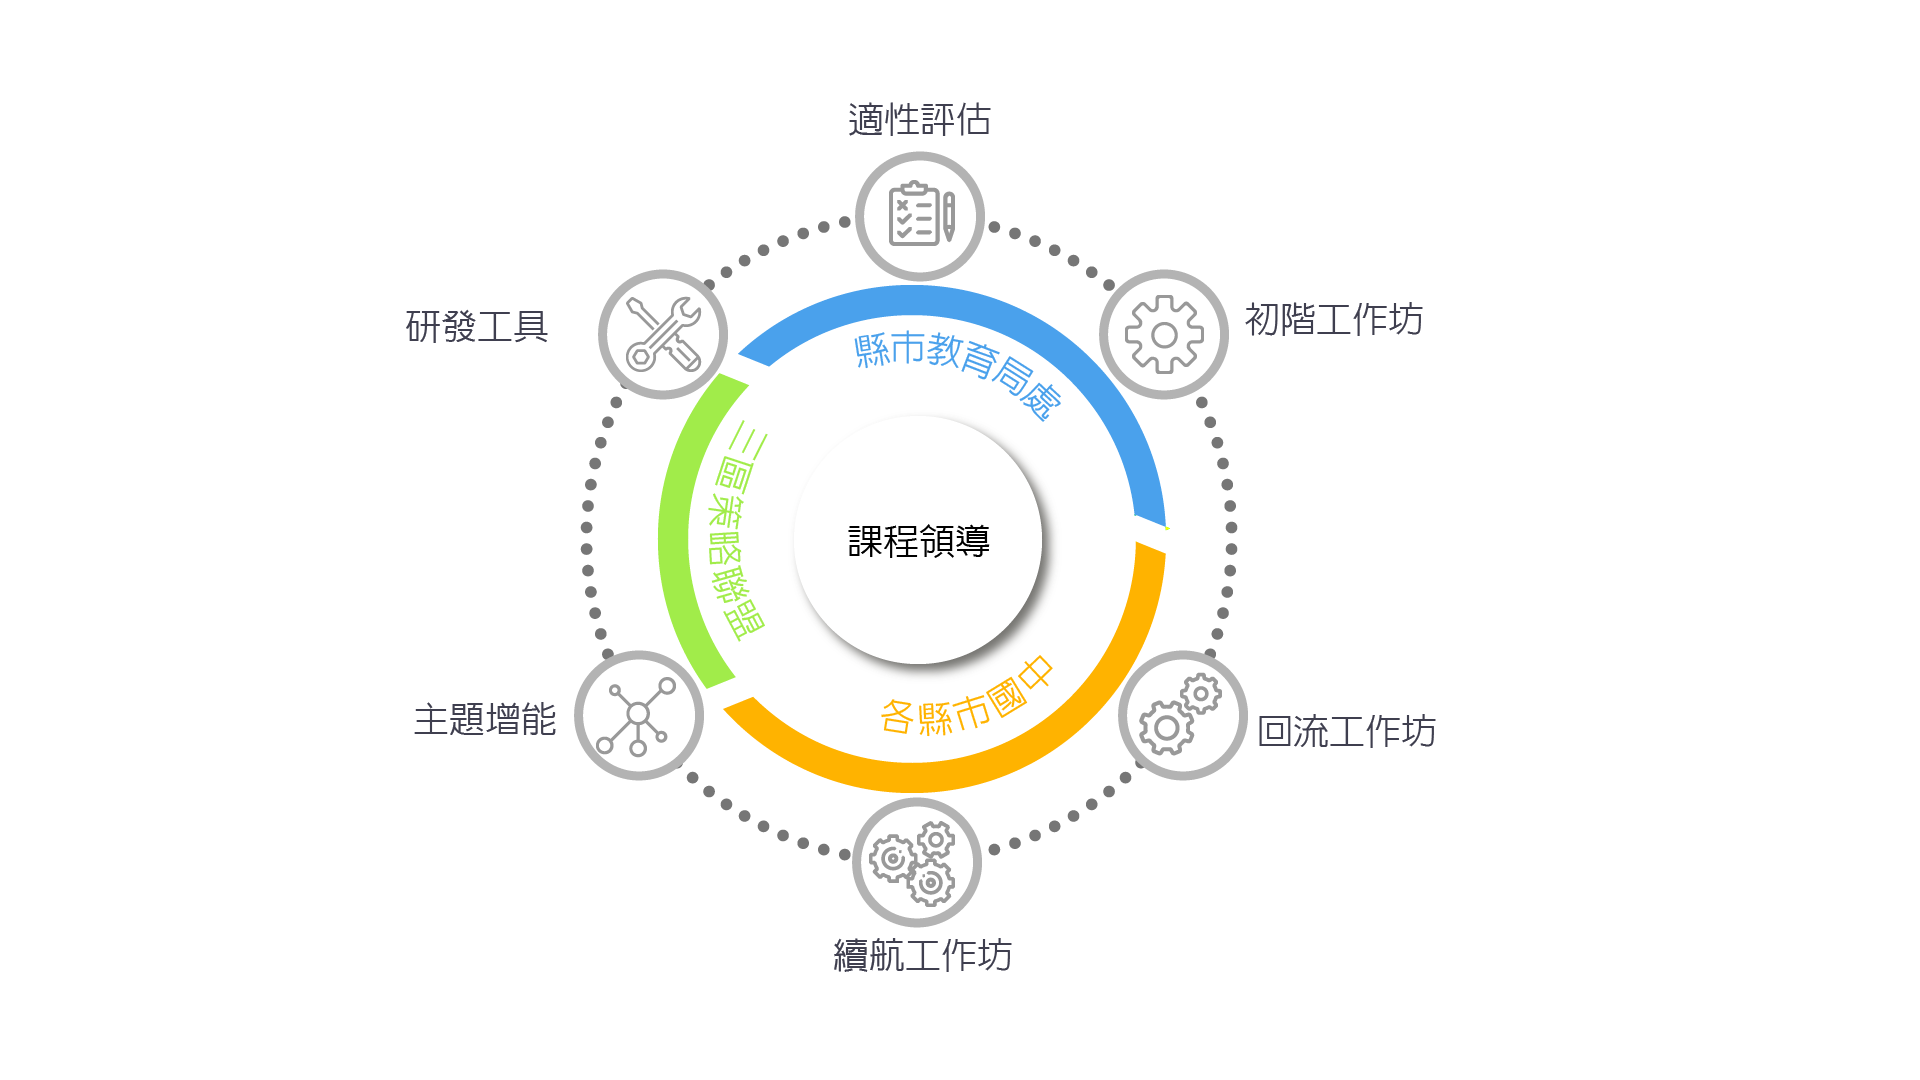 適性評估
研發工具
初階工作坊
縣市教育局處
三區策略聯盟
課程領導
各縣市國中
主題增能
回流工作坊
續航工作坊